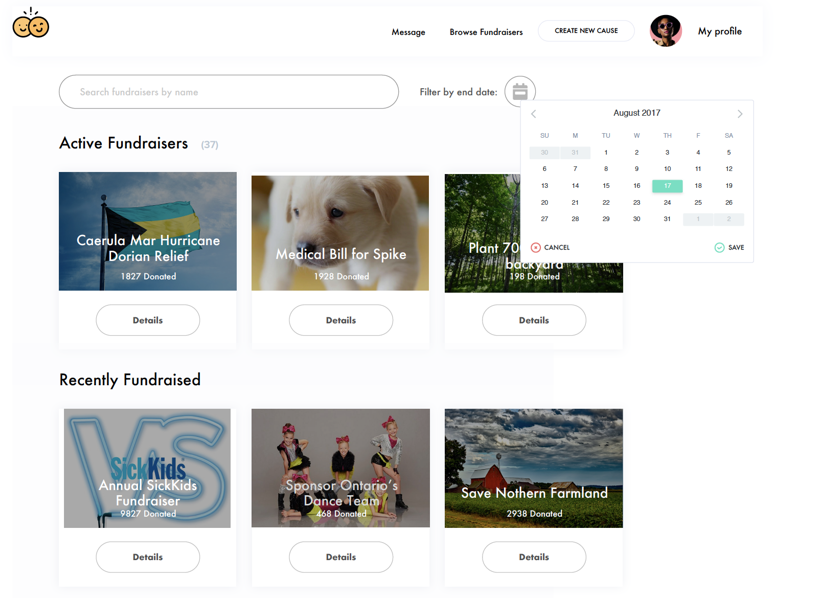 Message
Browse Fundraisers
CREATE NEW CAUSE
My profile
Search fundraisers by name
Filter by end date:
August 2017
SU M TU W TH F SA
30 31 1 2 3 4 5
6 7 8 9 10 11 12
13 14 15 16 17 18 19
20 21 22 23 24 25 26
27 28 29 30 31 1 2
CANCEL
SAVE
Active Fundraisers (37)
Caerula Mar Hurricane
Dorian Relief
1827 Donated
Details
Medical Bill for Spike
1928 Donated
Details
Plant 70
backyard
198 Donated
Details
Recently Fundraised
VS
SickKids
Annual SickKids
Fundraiser
9827 Donated
Details
Sponsor Ontario's
Dance Team
468 Donated
Details
Save Nothern Farmland
2938 Donated
Details